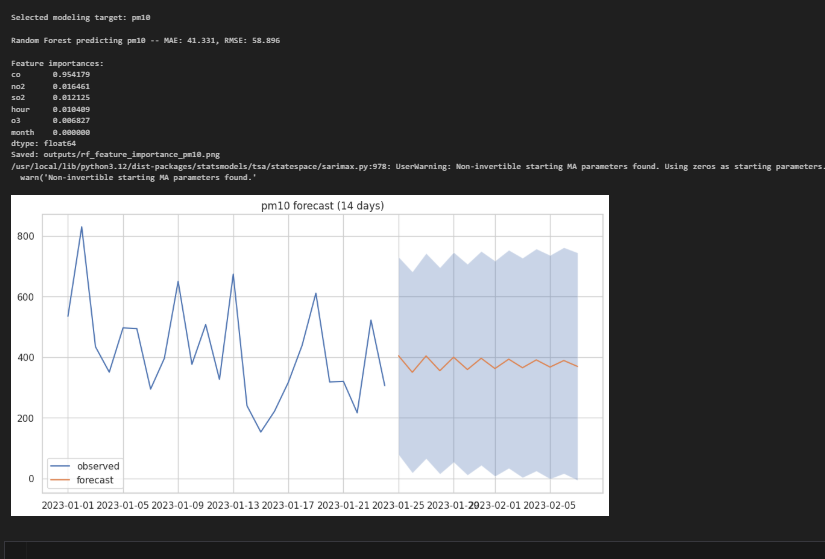 Selected modeling target: pm10
Random Forest predicting pm10 -- MAE: 41.331, RMSE: 58.896
Feature importances:
co 0.954179
no2 0.016461
so2 0.012125
hour 0.010409
o3 0.006827
month 0.000000
dtype: float64
Saved: outputs/rf_feature_importance_pm10.png
/usr/local/lib/python3.12/dist-packages/statsmodels/tsa/statespace/sarimax.py:978: UserWarning: Non-invertible starting MA parameters found. Using zeros as starting parameters.
warn('Non-invertible starting MA parameters found.'
pm10 forecast (14 days)
800
600
400
200
0
observed
forecast
2023-01-01 2023-01-05 2023-01-09 2023-01-13 2023-01-17 2023-01-21 2023-01-25 2023-01-29 2023-02-01 2023-02-05